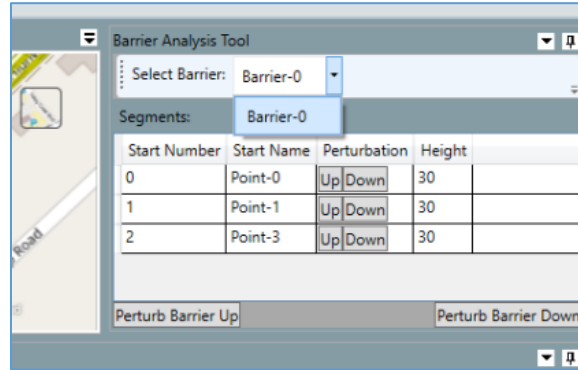 Barrier Analysis Tool
Select Barrier: Barrier-0
Barrier-0
Segments:
Start Number Start Name Perturbation Height
0 Point-0 Up Down 30
1 Point-1 Up Down 30
2 Point-3 Up Down 30
Road
Perturb Barrier Up Perturb Barrier Down